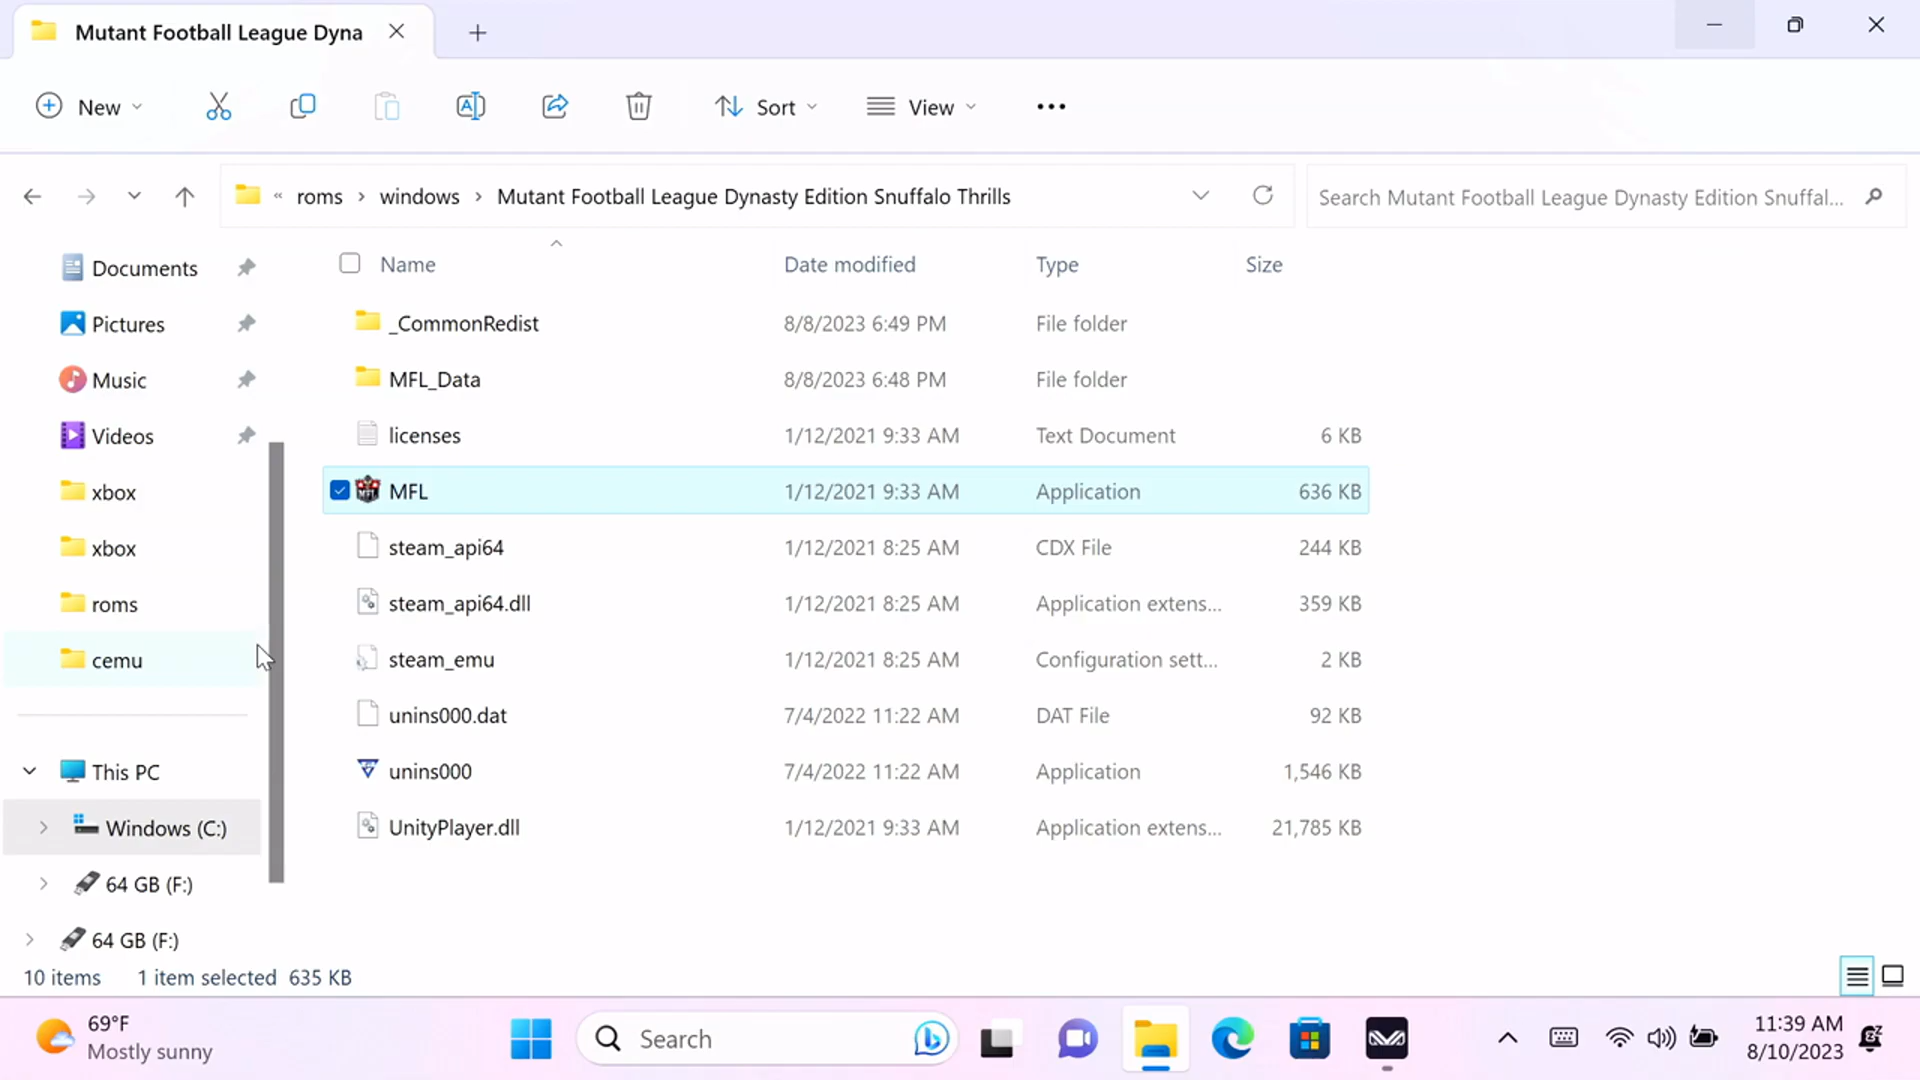 Mutant Football League Dyna
New
Sort
View
« roms > windows > Mutant Football League Dynasty Edition Snuffalo Thrills
Search Mutant Football League Dynasty Edition Snuffal...
Name Date modified Type Size
Documents
Pictures
Music
Videos
xbox
xbox
roms
cemu
This PC
Windows (C:)
64 GB (F:)
64 GB (F:)
_CommonRedist 8/8/2023 6:49 PM File folder
MFL_Data 8/8/2023 6:48 PM File folder
licenses 1/12/2021 9:33 AM Text Document 6 KB
MFL 1/12/2021 9:33 AM Application 636 KB
steam_api64 1/12/2021 8:25 AM CDX File 244 KB
steam_api64.dll 1/12/2021 8:25 AM Application extens... 359 KB
steam_emu 1/12/2021 8:25 AM Configuration sett... 2 KB
unins000.dat 7/4/2022 11:22 AM DAT File 92 KB
unins000 7/4/2022 11:22 AM Application 1,546 KB
UnityPlayer.dll 1/12/2021 9:33 AM Application extens... 21,785 KB
10 items 1 item selected 635 KB
69°F
Mostly sunny
Search
11:39 AM
8/10/2023